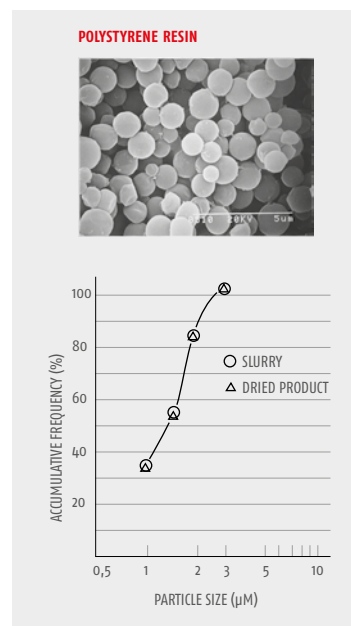 POLYSTYRENE RESIN
20KV 5um
ACCUMULATIVE FREQUENCY (%)
100
80
60
40
20
SLURRY
DRIED PRODUCT
0,5 1 2 3 5 10
PARTICLE SIZE (µM)